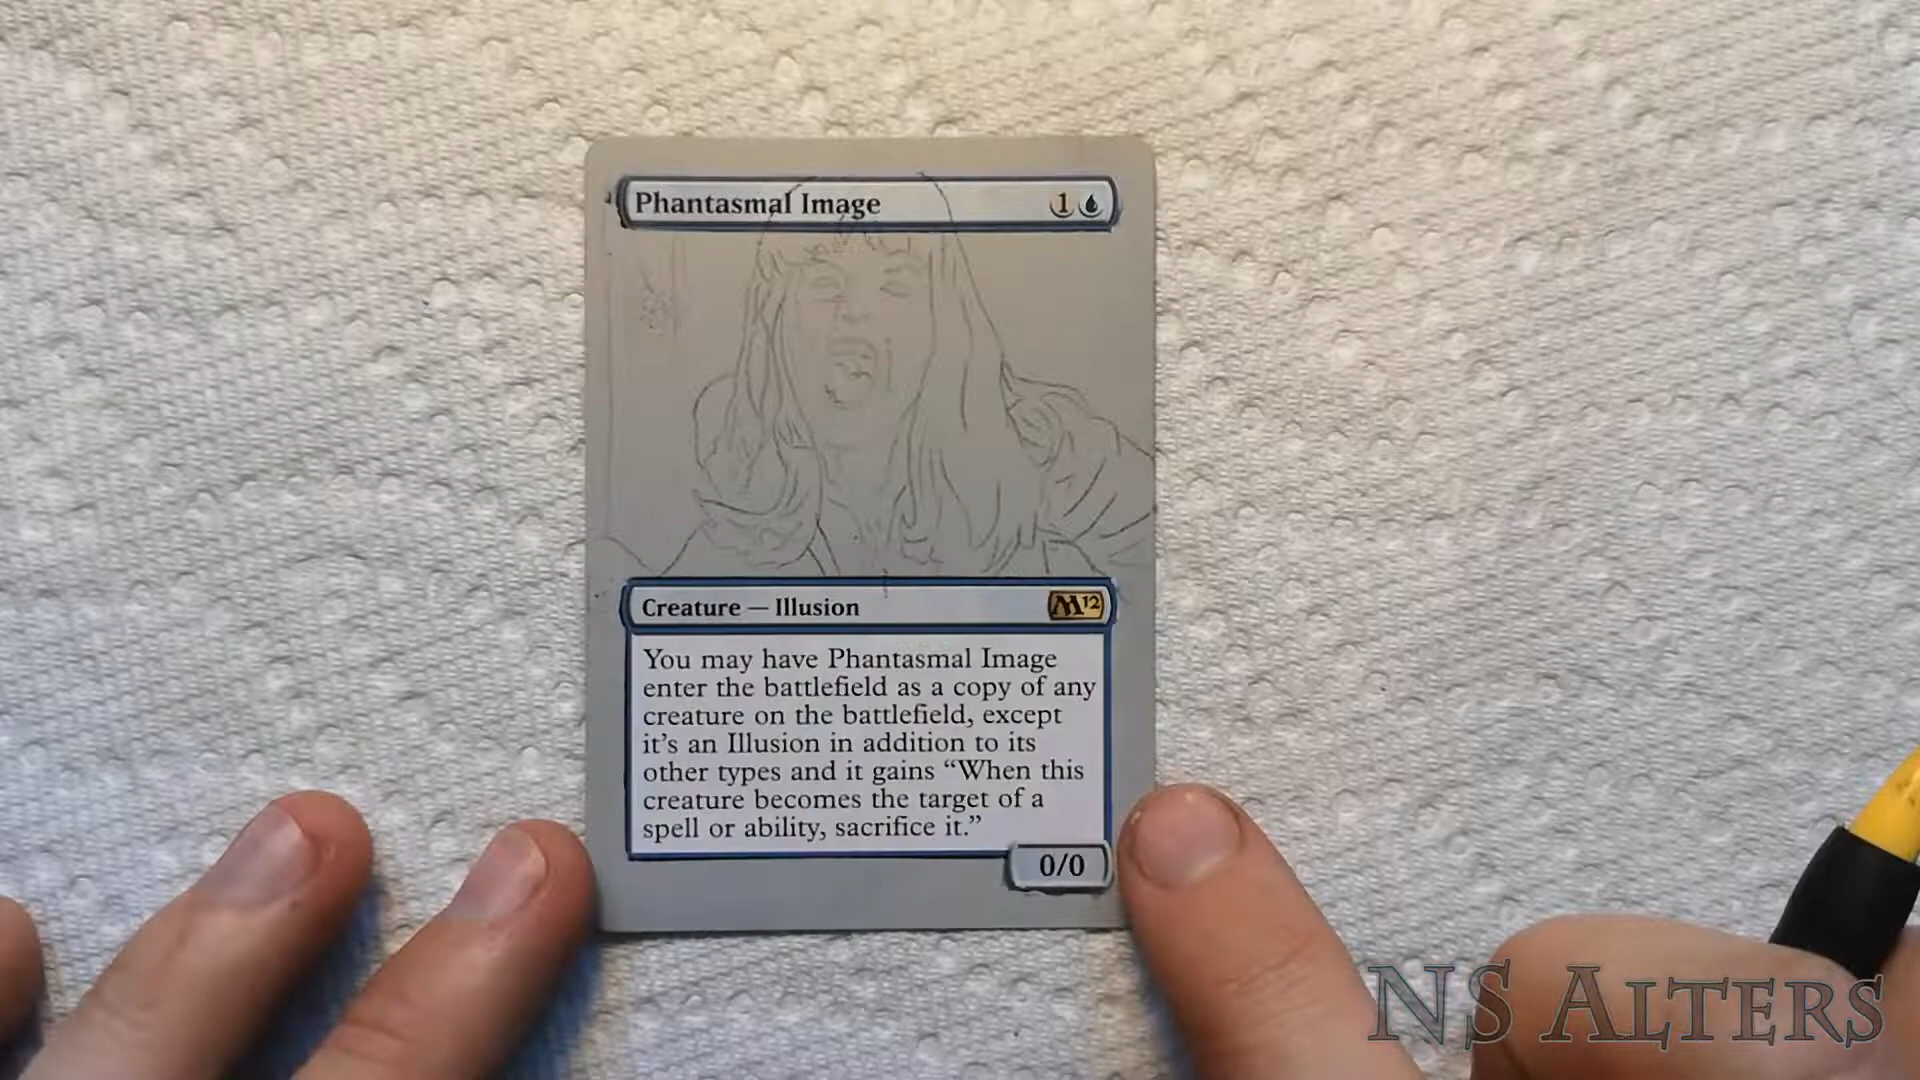 Phantasmal Image 1
Creature — Illusion M12
You may have Phantasmal Image
enter the battlefield as a copy of any
creature on the battlefield, except
it's an Illusion in addition to its
other types and it gains “When this
creature becomes the target of a
spell or ability, sacrifice it.”
0/0
NS ALTERS